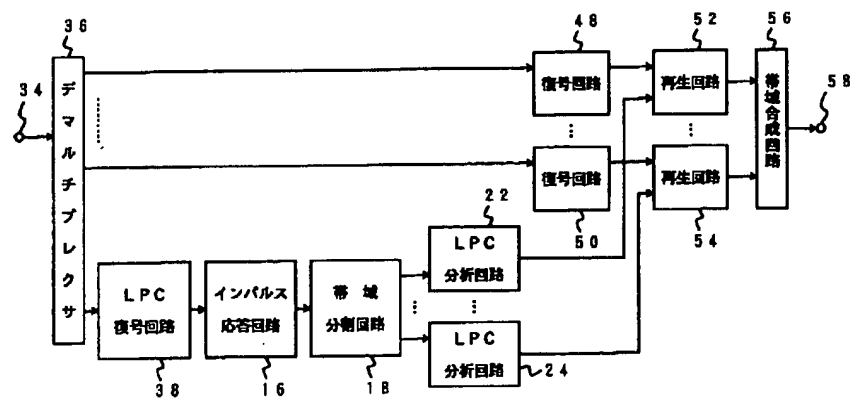 36
48
52
56
34
58
デマルチプレクサ
復号回路
再生回路
帯域合成回路
復号回路
再生回路
50
54
22
LPC
分析回路
LPC
復号回路
インパルス
応答回路
帯域
分割回路
LPC
分析回路
38
16
18
24